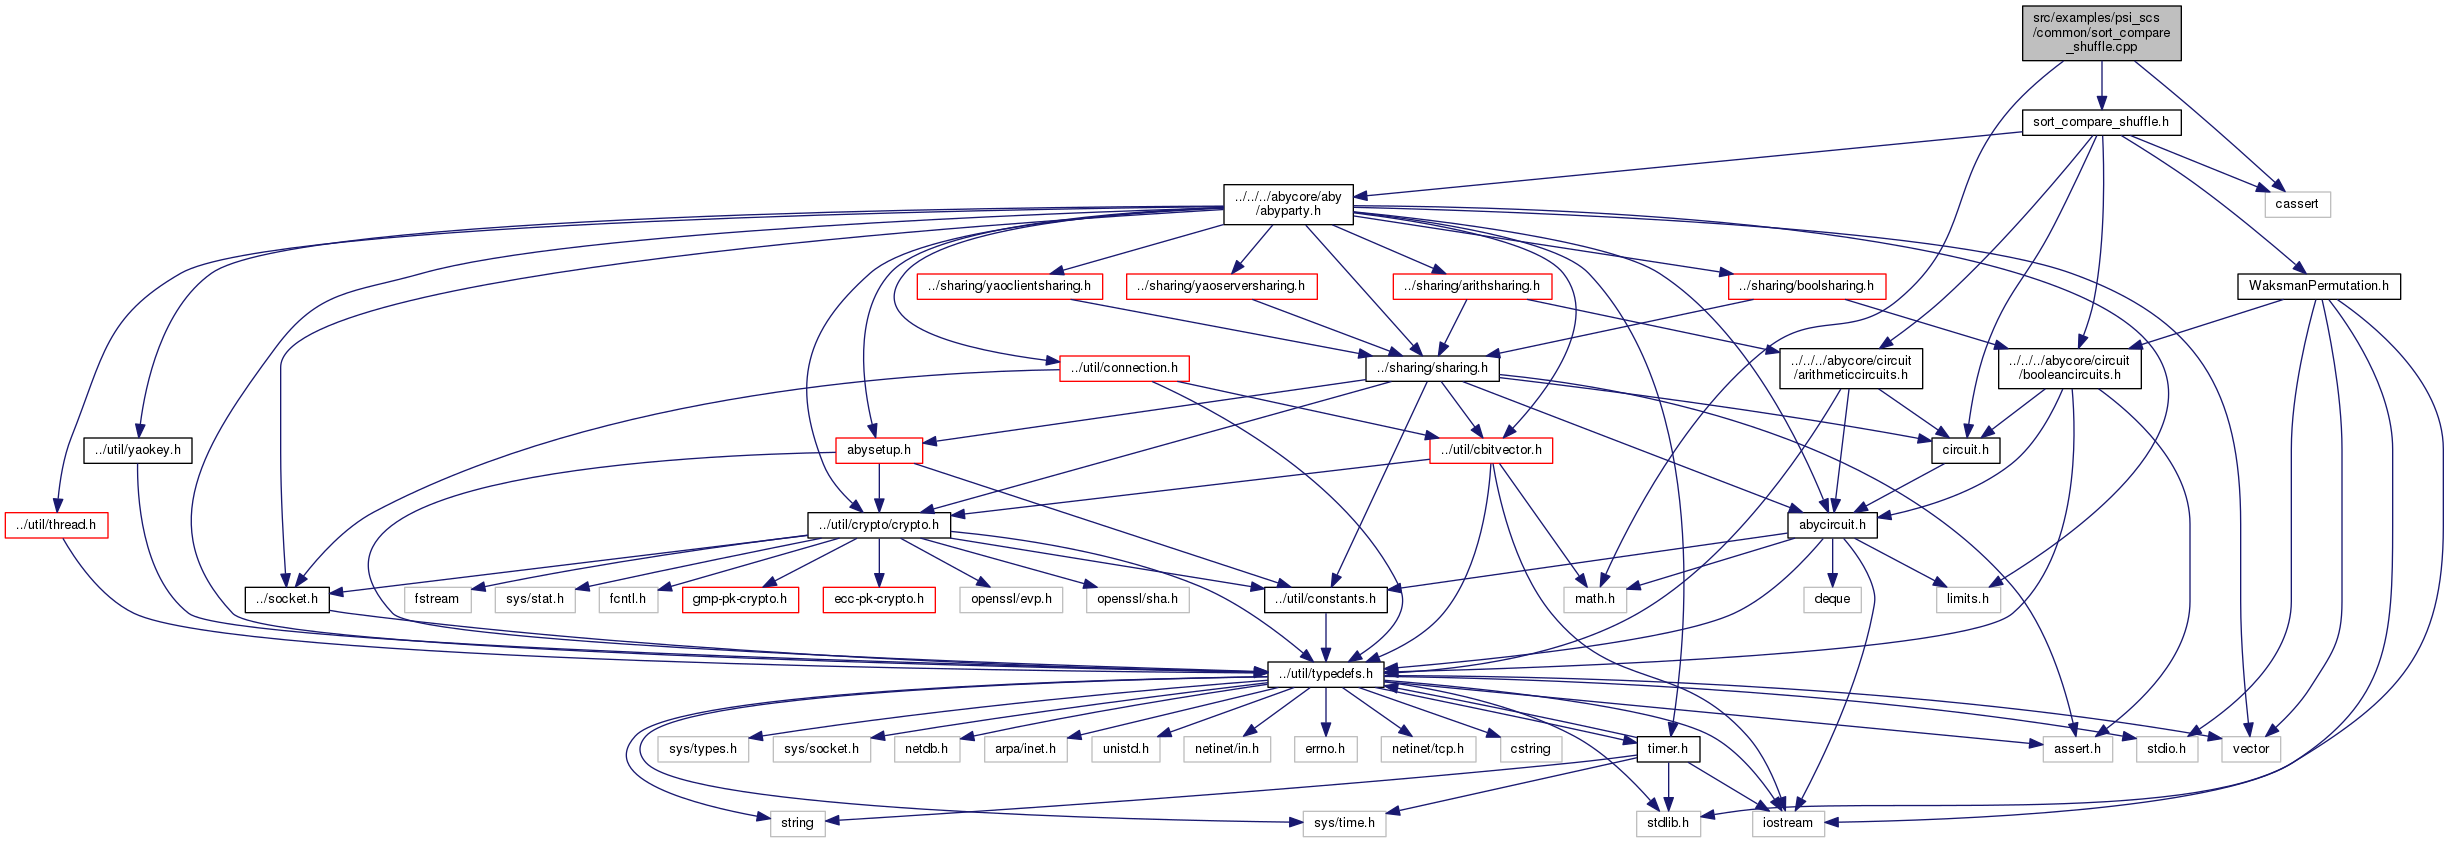 src/examples/psi_scs
/common/sort_compare
_shuffle.cpp
sort_compare_shuffle.h
../../../abycore/aby
/abyparty.h
cassert
../sharing/yaoclientsharing.h
../sharing/yaoserversharing.h
../sharing/arithsharing.h
../sharing/boolsharing.h
WaksmanPermutation.h
../util/connection.h
../sharing/sharing.h
../../../abycore/circuit
/arithmeticcircuits.h
../../../abycore/circuit
/booleancircuits.h
../util/yaokey.h
abysetup.h
../util/cbitvector.h
circuit.h
../util/thread.h
../util/crypto/crypto.h
abycircuit.h
../socket.h
fstream
sys/stat.h
fcntl.h
gmp-pk-crypto.h
ecc-pk-crypto.h
openssl/evp.h
openssl/sha.h
../util/constants.h
math.h
deque
limits.h
../util/typedefs.h
sys/types.h
sys/socket.h
netdb.h
arpa/inet.h
unistd.h
netinet/in.h
errno.h
netinet/tcp.h
cstring
timer.h
assert.h
stdio.h
vector
string
sys/time.h
stdlib.h
iostream